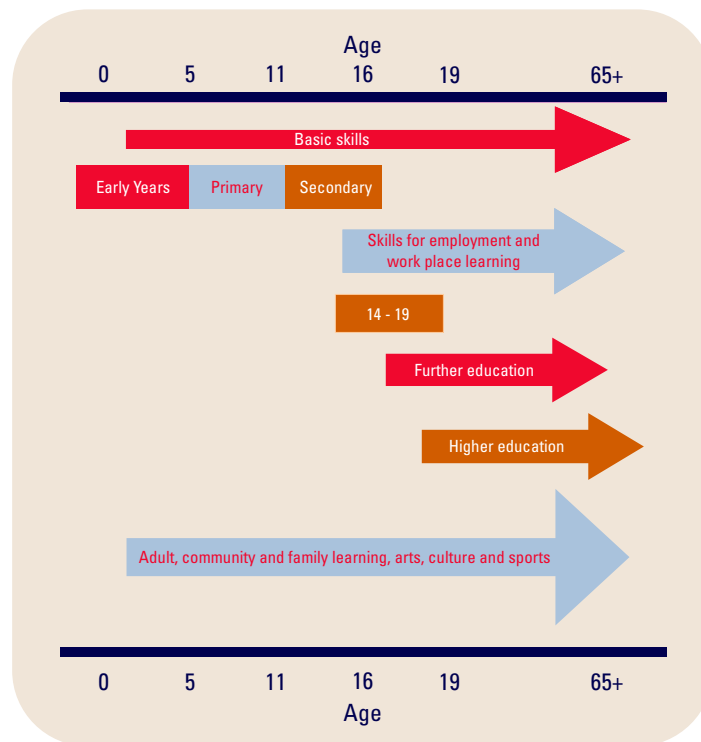 Age
0 5 11 16 19 65+
Basic skills
Early Years Primary Secondary
Skills for employment and
work place learning
14 - 19
Further education
Higher education
Adult, community and family learning, arts, culture and sports
0 5 11 16 19 65+
Age